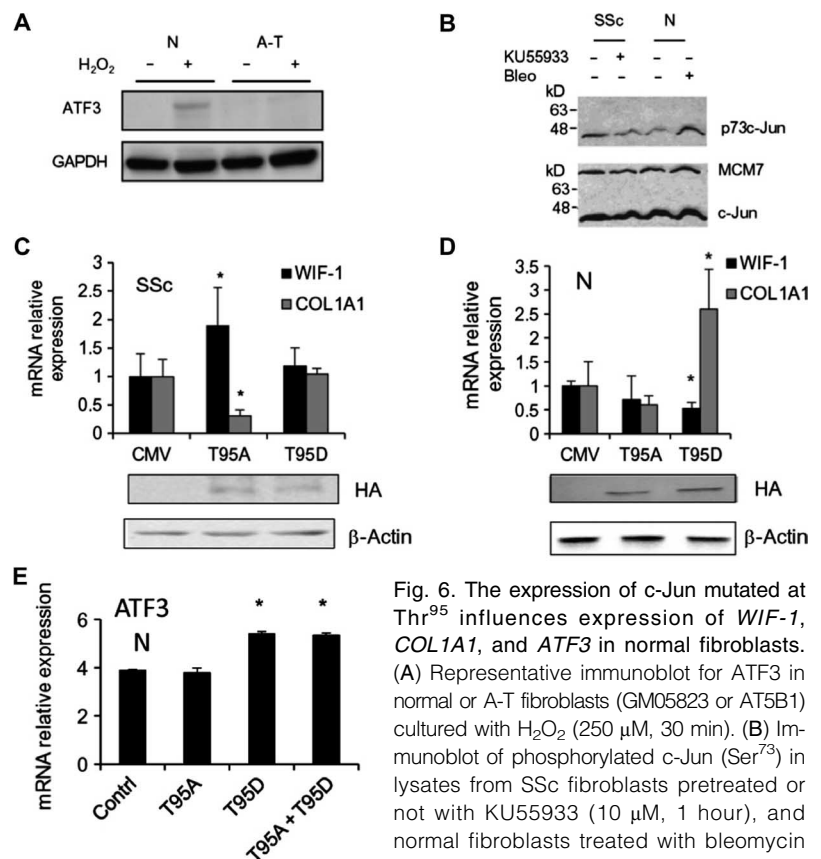 A
N A-T
H₂O₂ – + – +
ATF3
GAPDH
B
SSc N
KU55933 – + – –
Bleo – – – +
kD
63-
48-
p73c-Jun
kD
63-
48-
MCM7
c-Jun
C
SSc
WIF-1
COL1A1
mRNA relative
expression
3
2.5
2
1.5
1
0.5
0
*
*
CMV T95A T95D
HA
β-Actin
D
N
WIF-1
COL1A1
mRNA relative
expression
3.5
3
2.5
2
1.5
1
0.5
0
*
*
CMV T95A T95D
HA
β-Actin
E
ATF3
N
mRNA relative expression
6
4
2
0
* *
Contrl T95A T95D T95A + T95D
Fig. 6. The expression of c-Jun mutated at
Thr⁹⁵ influences expression of WIF-1,
COL1A1, and ATF3 in normal fibroblasts.
(A) Representative immunoblot for ATF3 in
normal or A-T fibroblasts (GM05823 or AT5B1)
cultured with H₂O₂ (250 μM, 30 min). (B) Im-
munoblot of phosphorylated c-Jun (Ser⁷³) in
lysates from SSc fibroblasts pretreated or
not with KU55933 (10 μM, 1 hour), and
normal fibroblasts treated with bleomycin